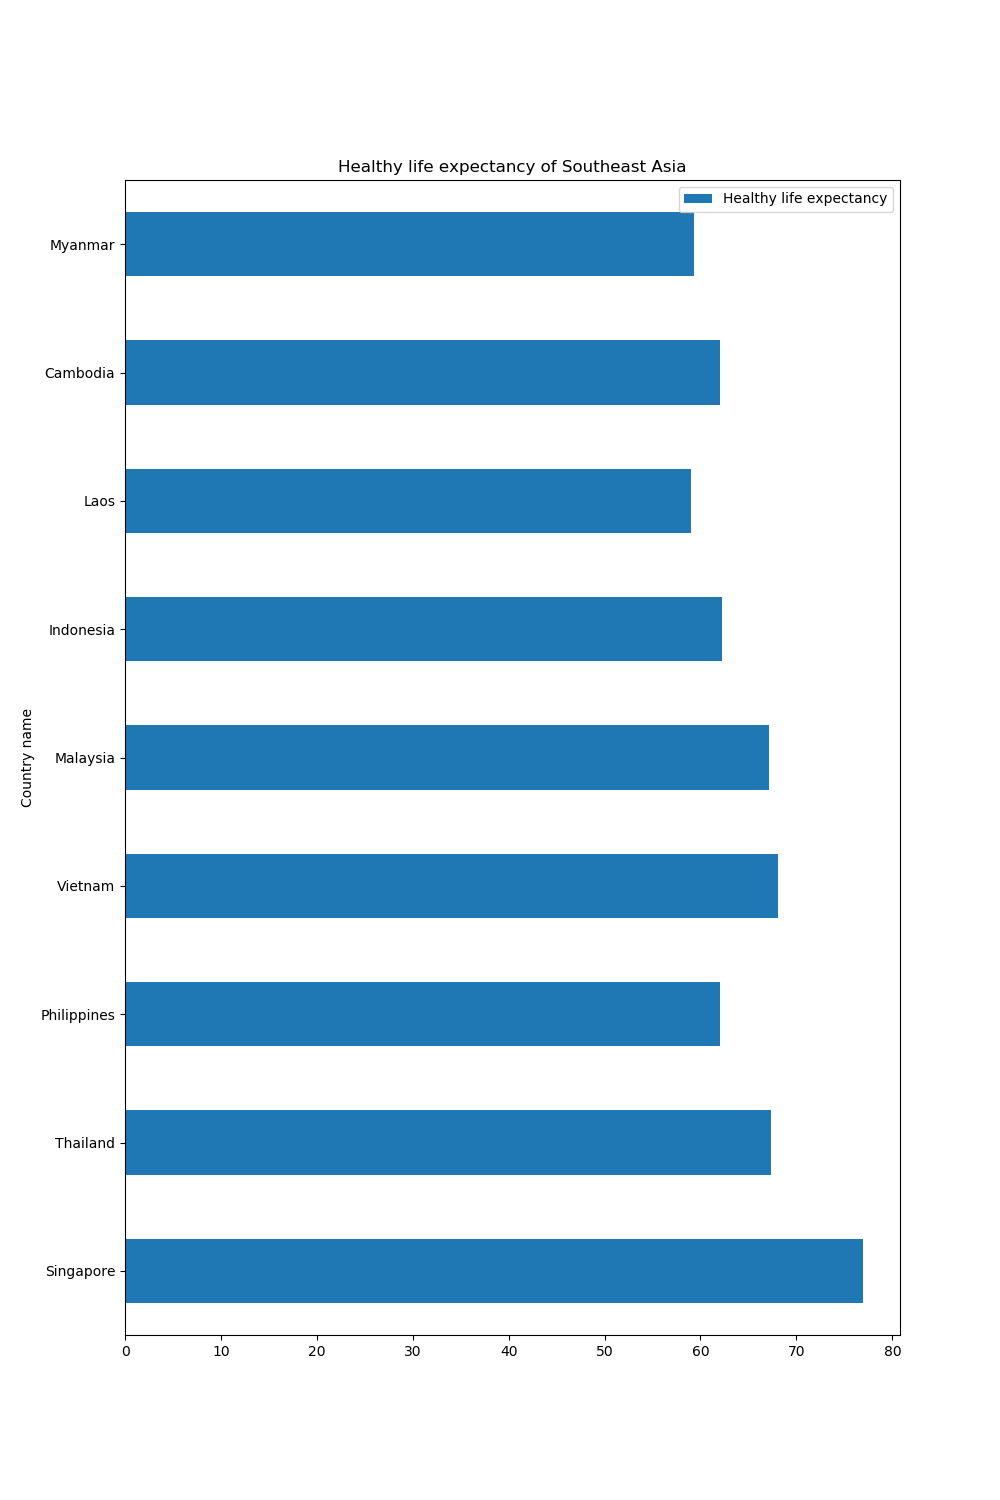 Healthy life expectancy of Southeast Asia
Healthy life expectancy
Country name
Myanmar
Cambodia
Laos
Indonesia
Malaysia
Vietnam
Philippines
Thailand
Singapore
0 10 20 30 40 50 60 70 80